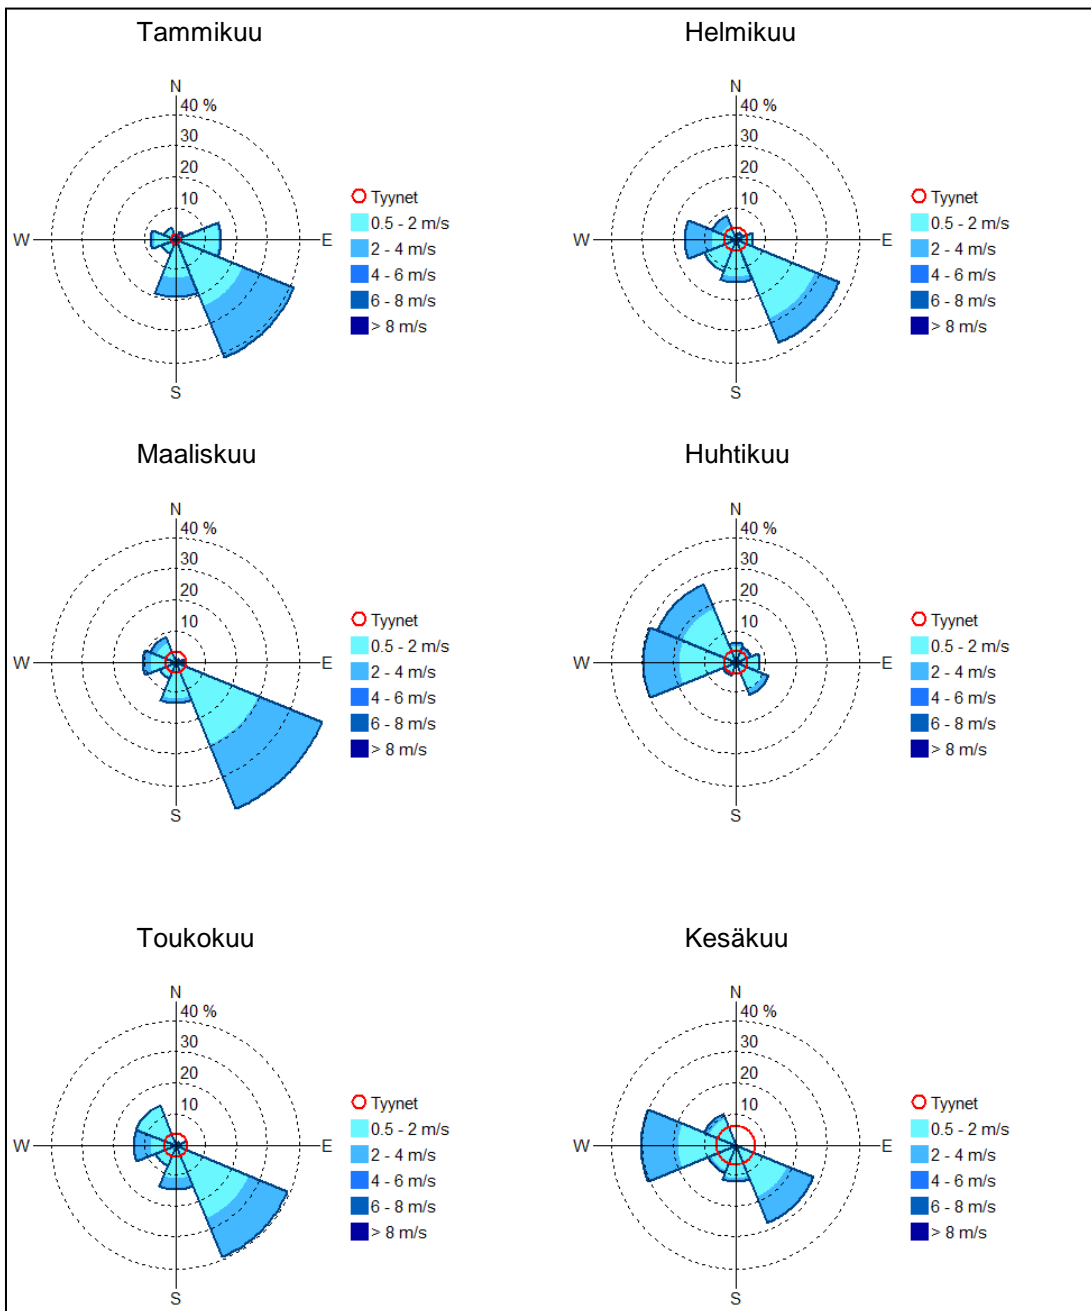 Tammikuu
N
40 %
30
20
10
W
E
S
Tyynet
0.5 - 2 m/s
2 - 4 m/s
4 - 6 m/s
6 - 8 m/s
> 8 m/s
Helmikuu
N
40 %
30
20
10
W
E
S
Tyynet
0.5 - 2 m/s
2 - 4 m/s
4 - 6 m/s
6 - 8 m/s
> 8 m/s
Maaliskuu
N
40 %
30
20
10
W
E
S
Tyynet
0.5 - 2 m/s
2 - 4 m/s
4 - 6 m/s
6 - 8 m/s
> 8 m/s
Huhtikuu
N
40 %
30
20
10
W
E
S
Tyynet
0.5 - 2 m/s
2 - 4 m/s
4 - 6 m/s
6 - 8 m/s
> 8 m/s
Toukokuu
N
40 %
30
20
10
W
E
S
Tyynet
0.5 - 2 m/s
2 - 4 m/s
4 - 6 m/s
6 - 8 m/s
> 8 m/s
Kesäkuu
N
40 %
30
20
10
W
E
S
Tyynet
0.5 - 2 m/s
2 - 4 m/s
4 - 6 m/s
6 - 8 m/s
> 8 m/s